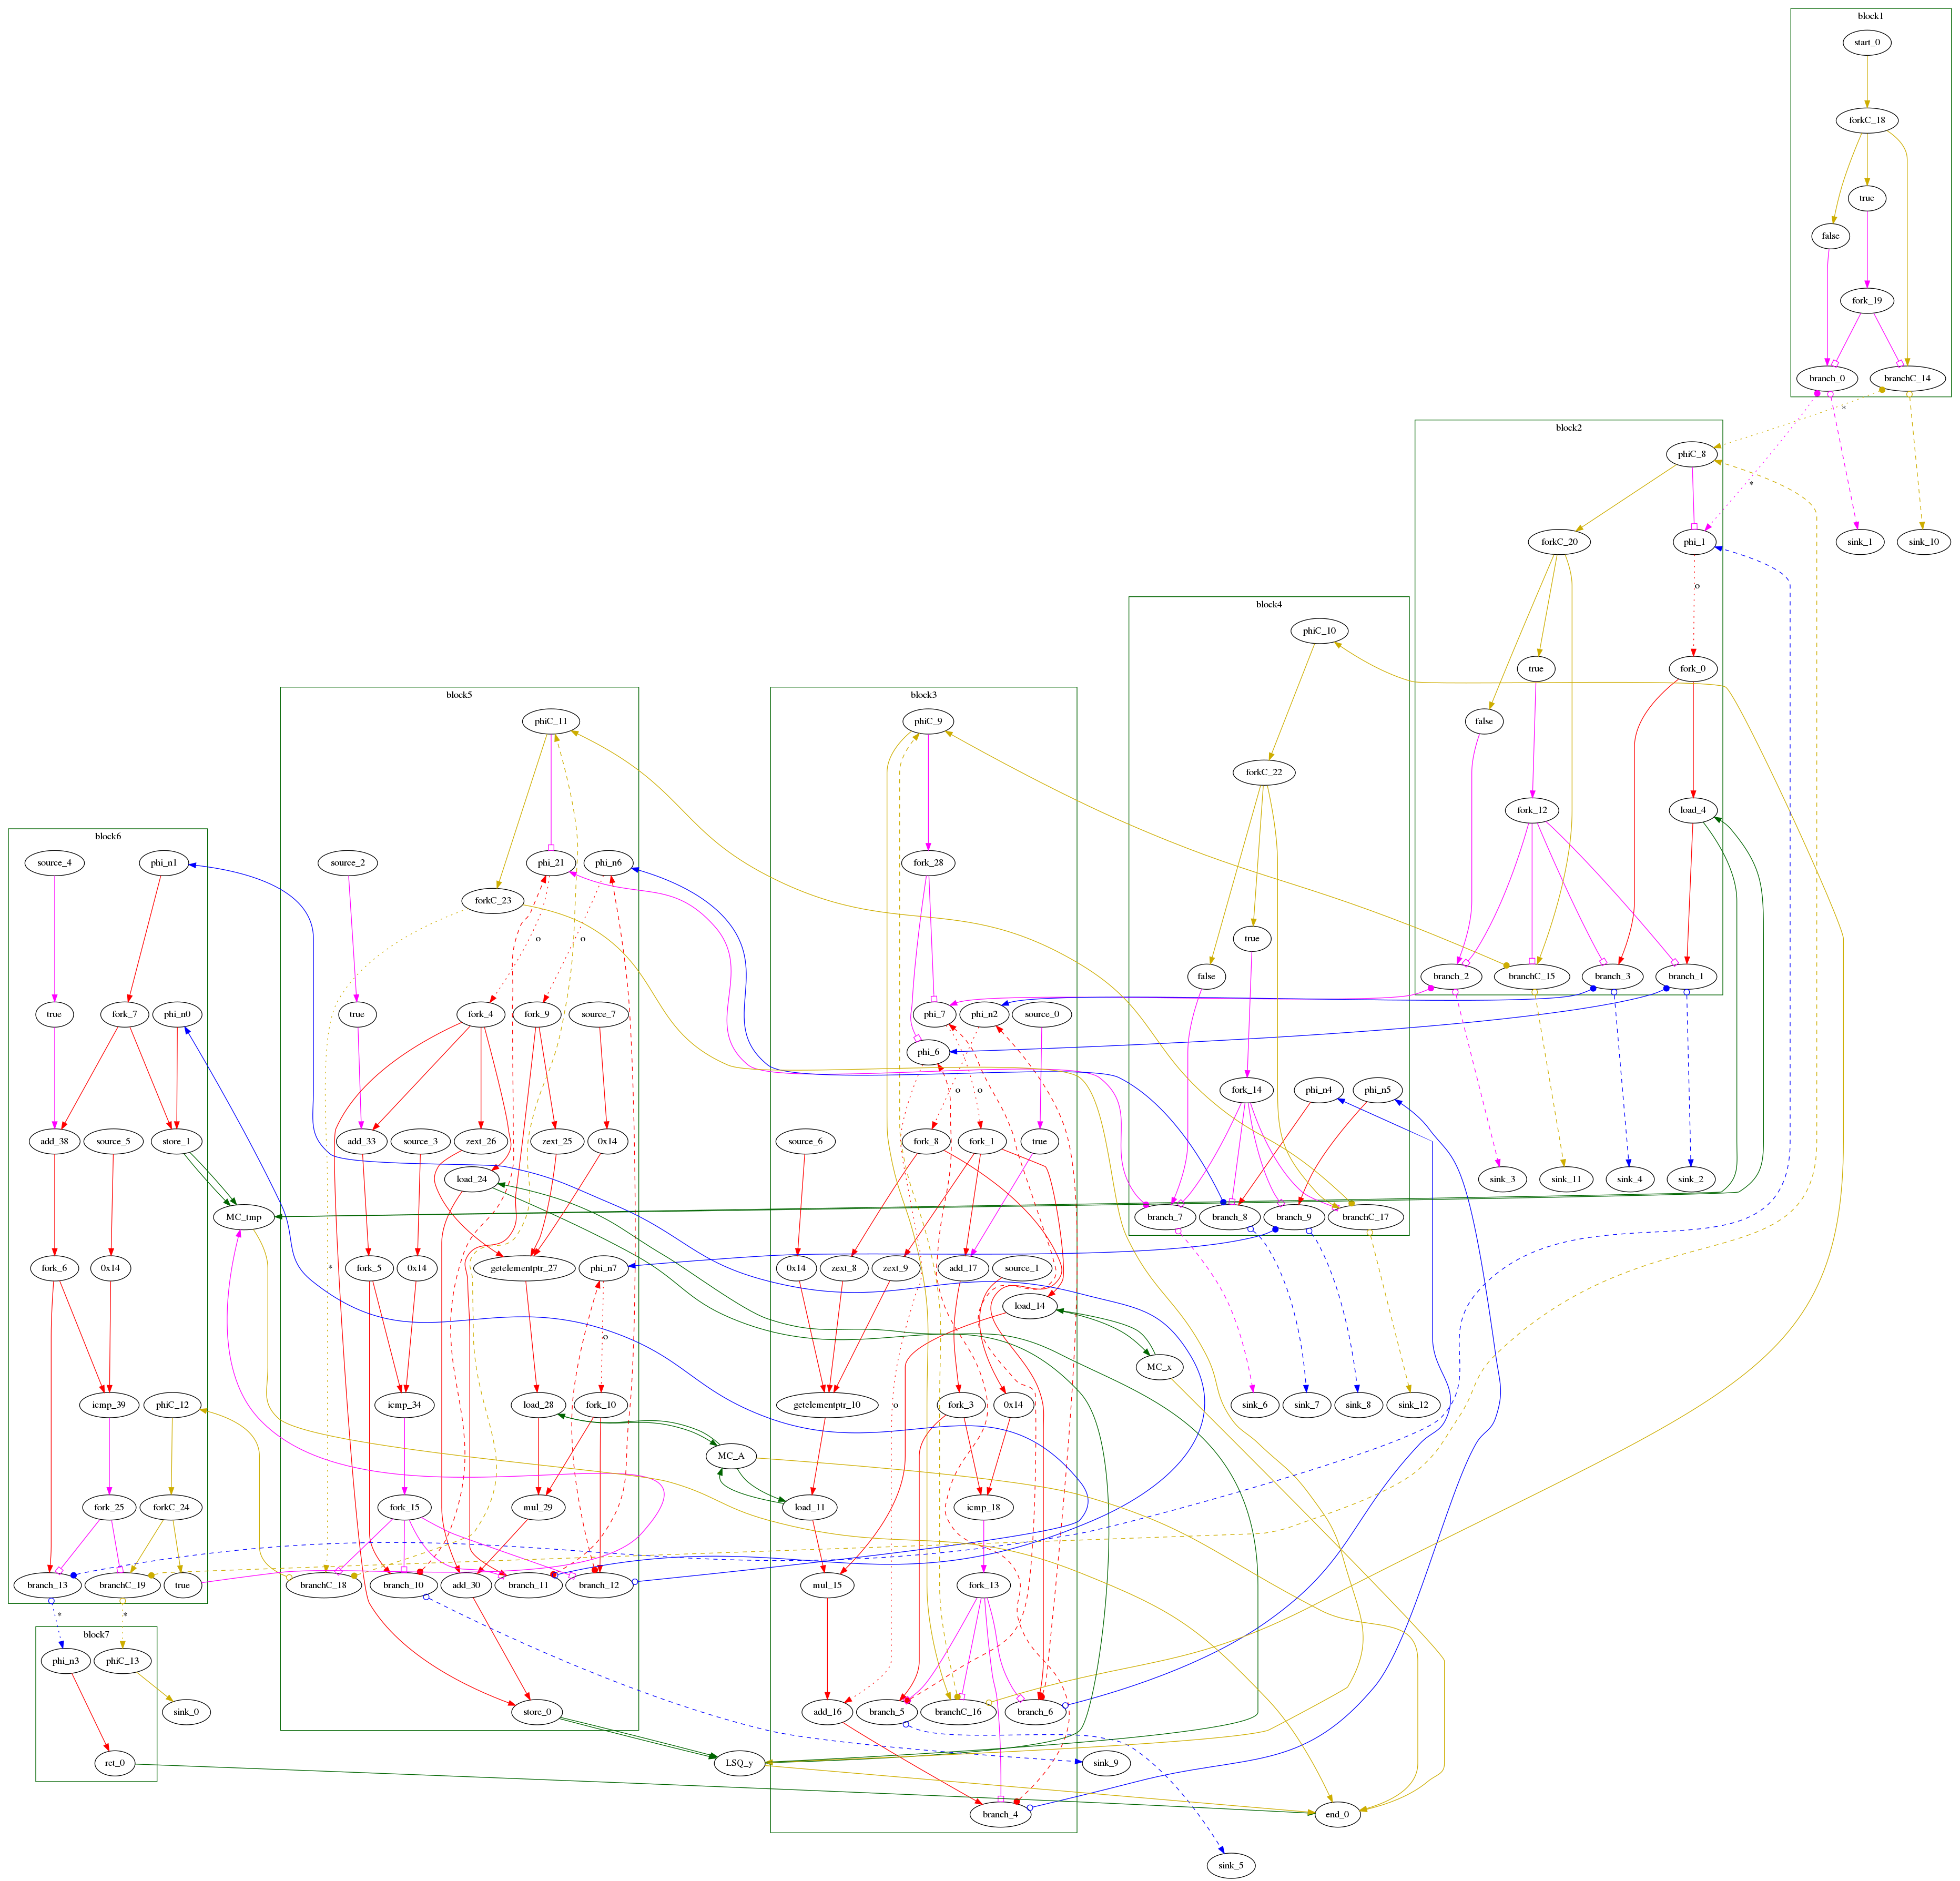 block1
start_0
forkC_18
true
false
fork_19
branch_0
branchC_14
*
*
sink_1
sink_10
block2
phiC_8
forkC_20
phi_1
o
true
fork_0
false
fork_12
load_4
branch_2
branchC_15
branch_3
branch_1
sink_3
sink_11
sink_4
sink_2
block4
phiC_10
forkC_22
true
false
fork_14
phi_n4
phi_n5
branch_7
branch_8
branch_9
branchC_17
sink_6
sink_7
sink_8
sink_12
block3
phiC_9
fork_28
phi_7
phi_n2
source_0
phi_6
o
o
source_6
fork_8
fork_1
true
0x14
zext_8
zext_9
add_17
source_1
load_14
MC_x
getelementptr_10
fork_3
0x14
load_11
icmp_18
mul_15
fork_13
o
add_16
branch_5
branchC_16
branch_6
branch_4
sink_9
sink_5
end_0
block5
phiC_11
source_2
phi_21
phi_n6
forkC_23
o
o
true
fork_4
fork_9
source_7
add_33
source_3
zext_26
zext_25
0x14
load_24
fork_5
0x14
getelementptr_27
phi_n7
*
o
icmp_34
load_28
fork_10
MC_A
fork_15
mul_29
branchC_18
branch_10
add_30
branch_11
branch_12
store_0
LSQ_y
block6
source_4
phi_n1
true
fork_7
phi_n0
add_38
source_5
store_1
MC_tmp
fork_6
0x14
icmp_39
phiC_12
fork_25
forkC_24
branch_13
branchC_19
true
*
*
block7
phi_n3
phiC_13
sink_0
ret_0